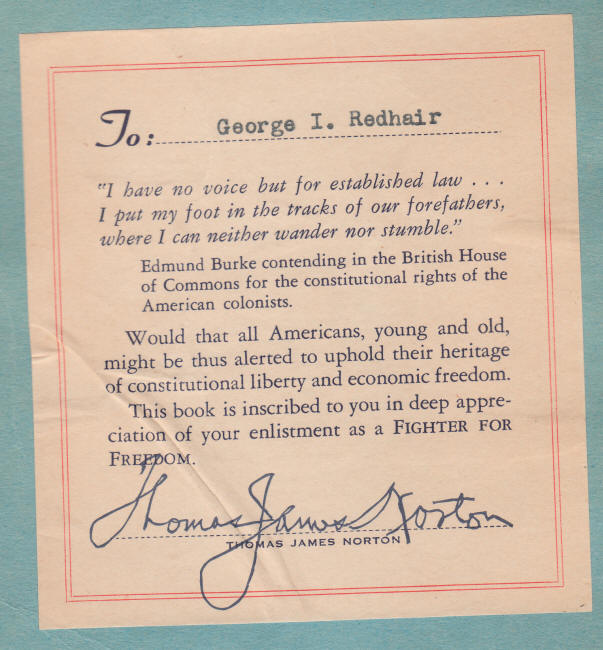 To: George I. Redhair
"I have no voice but for established law . . .
I put my foot in the tracks of our forefathers,
where I can neither wander nor stumble."
Edmund Burke contending in the British House
of Commons for the constitutional rights of the
American colonists.
Would that all Americans, young and old,
might be thus alerted to uphold their heritage
of constitutional liberty and economic freedom.
This book is inscribed to you in deep appre-
ciation of your enlistment as a FIGHTER FOR
FREEDOM.
Thomas James Norton
THOMAS JAMES NORTON